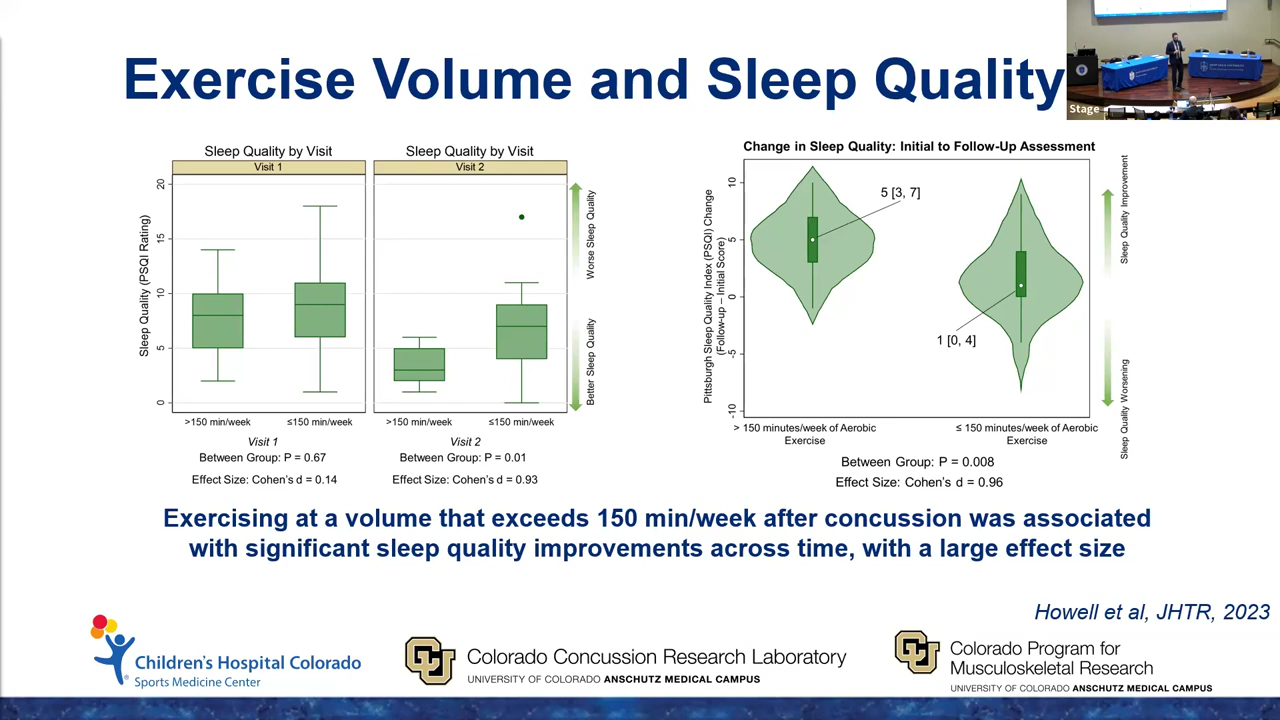 Exercise Volume and Sleep Quality
Stage
Sleep Quality by Visit
Sleep Quality by Visit
Visit 1
Visit 2
Sleep Quality (PSQI Rating)
20
15
10
5
0
>150 min/week
≤150 min/week
>150 min/week
≤150 min/week
Worse Sleep Quality
Better Sleep Quality
Visit 1
Between Group: P = 0.67
Effect Size: Cohen's d = 0.14
Visit 2
Between Group: P = 0.01
Effect Size: Cohen's d = 0.93
Change in Sleep Quality: Initial to Follow-Up Assessment
Pittsburgh Sleep Quality Index (PSQI) Change
(Follow-up – Initial Score)
10
5
0
-5
-10
5 [3, 7]
1 [0, 4]
Sleep Quality Improvement
Sleep Quality Worsening
> 150 minutes/week of Aerobic
Exercise
≤ 150 minutes/week of Aerobic
Exercise
Between Group: P = 0.008
Effect Size: Cohen's d = 0.96
Exercising at a volume that exceeds 150 min/week after concussion was associated
with significant sleep quality improvements across time, with a large effect size
Howell et al, JHTR, 2023
Children's Hospital Colorado
Sports Medicine Center
CU
Colorado Concussion Research Laboratory
UNIVERSITY OF COLORADO ANSCHUTZ MEDICAL CAMPUS
CU
Colorado Program for
Musculoskeletal Research
UNIVERSITY OF COLORADO ANSCHUTZ MEDICAL CAMPUS